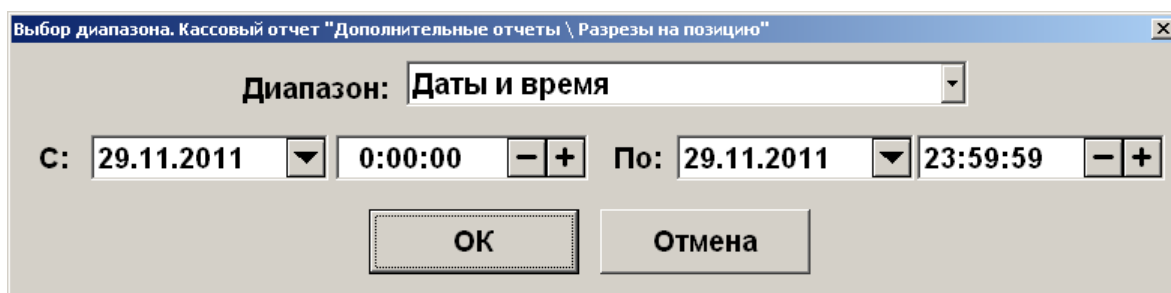 Выбор диапазона. Кассовый отчет "Дополнительные отчеты \ Разрезы на позицию"
Диапазон: Даты и время
С: 29.11.2011 0:00:00 По: 29.11.2011 23:59:59
ОК Отмена